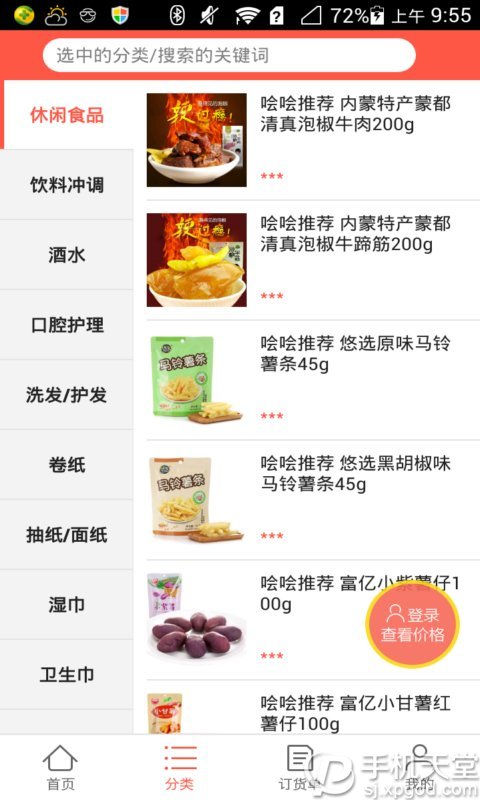 72% 上午 9:55
选中的分类/搜索的关键词
休闲食品
饮料冲调
酒水
口腔护理
洗发/护发
卷纸
抽纸/面纸
湿巾
卫生巾
辣过瘾!
哙哙推荐 内蒙特产蒙都
清真泡椒牛肉200g
***
辣过瘾!
哙哙推荐 内蒙特产蒙都
清真泡椒牛蹄筋200g
***
马铃薯条
哙哙推荐 悠选原味马铃
薯条45g
***
马铃薯条
哙哙推荐 悠选黑胡椒味
马铃薯条45g
***
哙哙推荐 富亿小紫薯仔1
00g
***
小甘薯
哙哙推荐 富亿小甘薯红
薯仔100g
登录
查看价格
首页
分类
订货单
我的
手机天堂
sj.xpgod.com